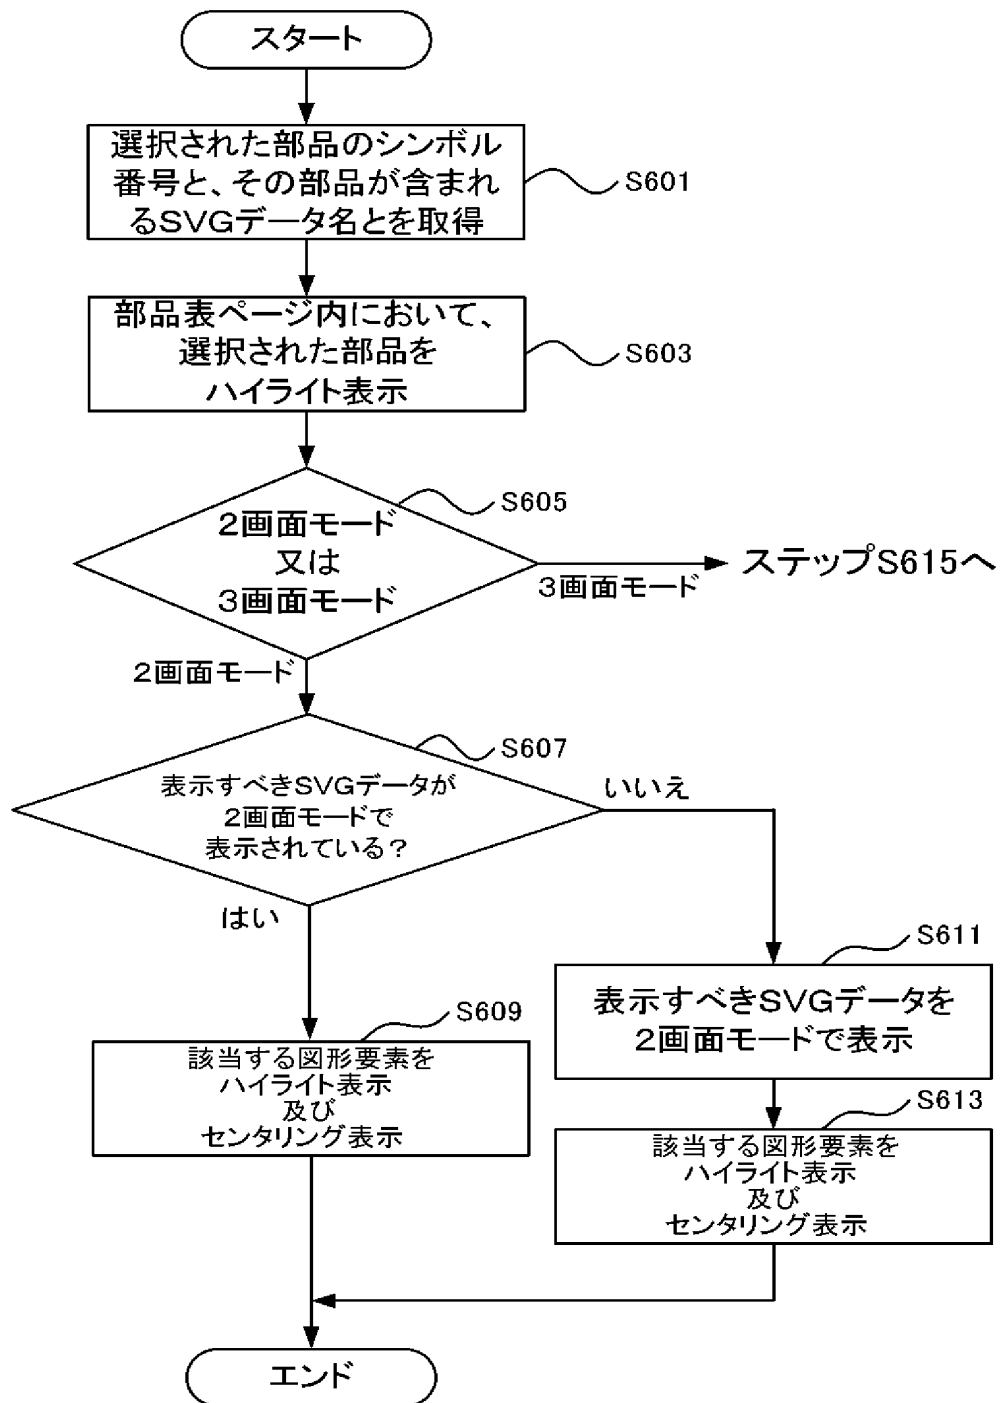 スタート
選択された部品のシンボル
番号と、その部品が含まれ
るSVGデータ名とを取得
S601
部品表ページ内において、
選択された部品を
ハイライト表示
S603
S605
2画面モード
又は
3画面モード
ステップS615へ
3画面モード
2画面モード
S607
表示すべきSVGデータが
2画面モードで
表示されている？
いいえ
はい
S611
表示すべきSVGデータを
2画面モードで表示
S609
該当する図形要素を
ハイライト表示
及び
センタリング表示
S613
該当する図形要素を
ハイライト表示
及び
センタリング表示
エンド